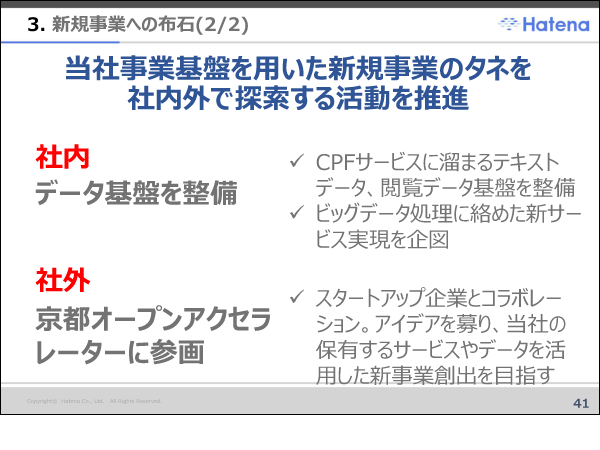 3. 新規事業への布石(2/2)
Hatena
当社事業基盤を用いた新規事業のタネを
社内外で探索する活動を推進
社内
データ基盤を整備
✓ CPFサービスに溜まるテキスト
データ、閲覧データ基盤を整備
✓ ビッグデータ処理に絡めた新サー
ビス実現を企図
社外
京都オープンアクセラ
レーターに参画
✓ スタートアップ企業とコラボレー
ション。アイデアを募り、当社の
保有するサービスやデータを活
用した新事業創出を目指す
Copyright© Hatena Co., Ltd. All Rights Reserved.
41